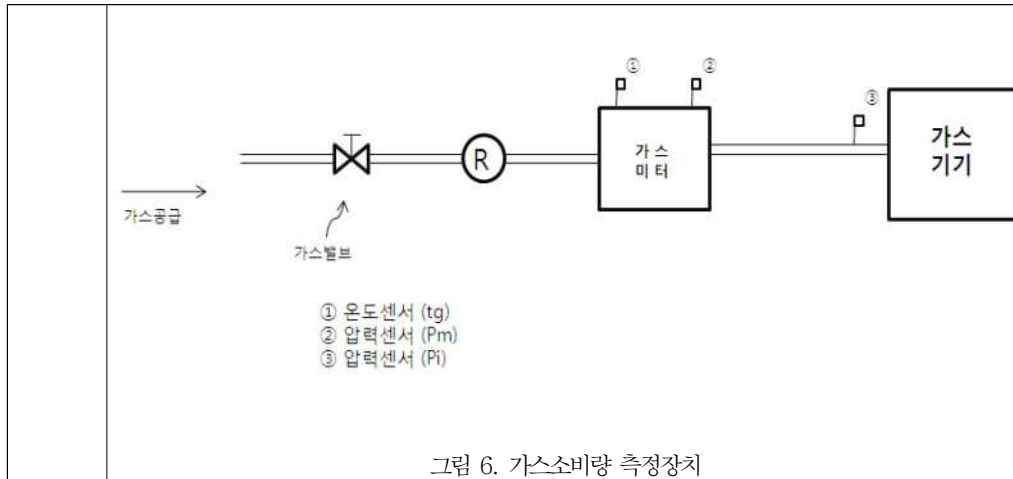 ① ②
③
R
가 스
미 터
가스
기기
가스공급
가스밸브
① 온도센서 (tg)
② 압력센서 (Pm)
③ 압력센서 (Pi)
그림 6. 가스소비량 측정장치